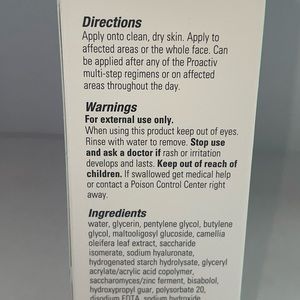 Directions
Apply onto clean, dry skin. Apply to
affected areas or the whole face. Can
be applied after any of the Proactiv
multi-step regimens or on affected
areas throughout the day.
Warnings
For external use only.
When using this product keep out of eyes.
Rinse with water to remove. Stop use
and ask a doctor if rash or irritation
develops and lasts. Keep out of reach of
children. If swallowed get medical help
or contact a Poison Control Center right
away.
Ingredients
water, glycerin, pentylene glycol, butylene
glycol, maltooligosyl glucoside, camellia
oleifera leaf extract, saccharide
isomerate, sodium hyaluronate,
hydrogenated starch hydrolysate, glyceryl
acrylate/acrylic acid copolymer,
saccharomyces/zinc ferment, bisabolol,
hydroxypropyl guar, polysorbate 20,
disodium EDTA, sodium hydroxide,